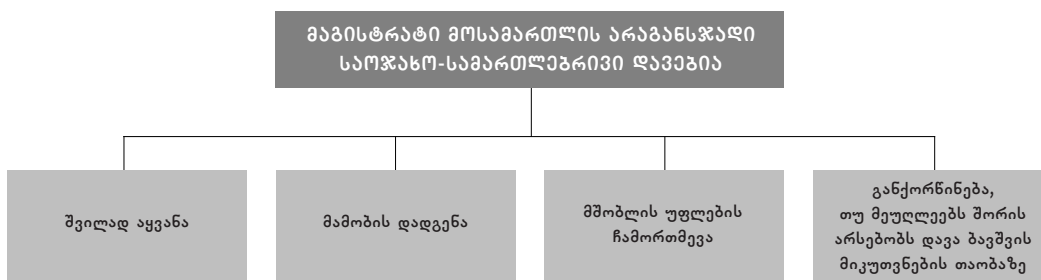 მაგისტრატი მოსამართლის არაგანსჯადი
საოჯახო-სამართლებრივი დავებია
შვილად აყვანა
მამობის დადგენა
მშობლის უფლების
ჩამორთმევა
განქორწინება,
თუ მეუღლეებს შორის
არსებობს დავა ბავშვის
მიკუთვნების თაობაზე